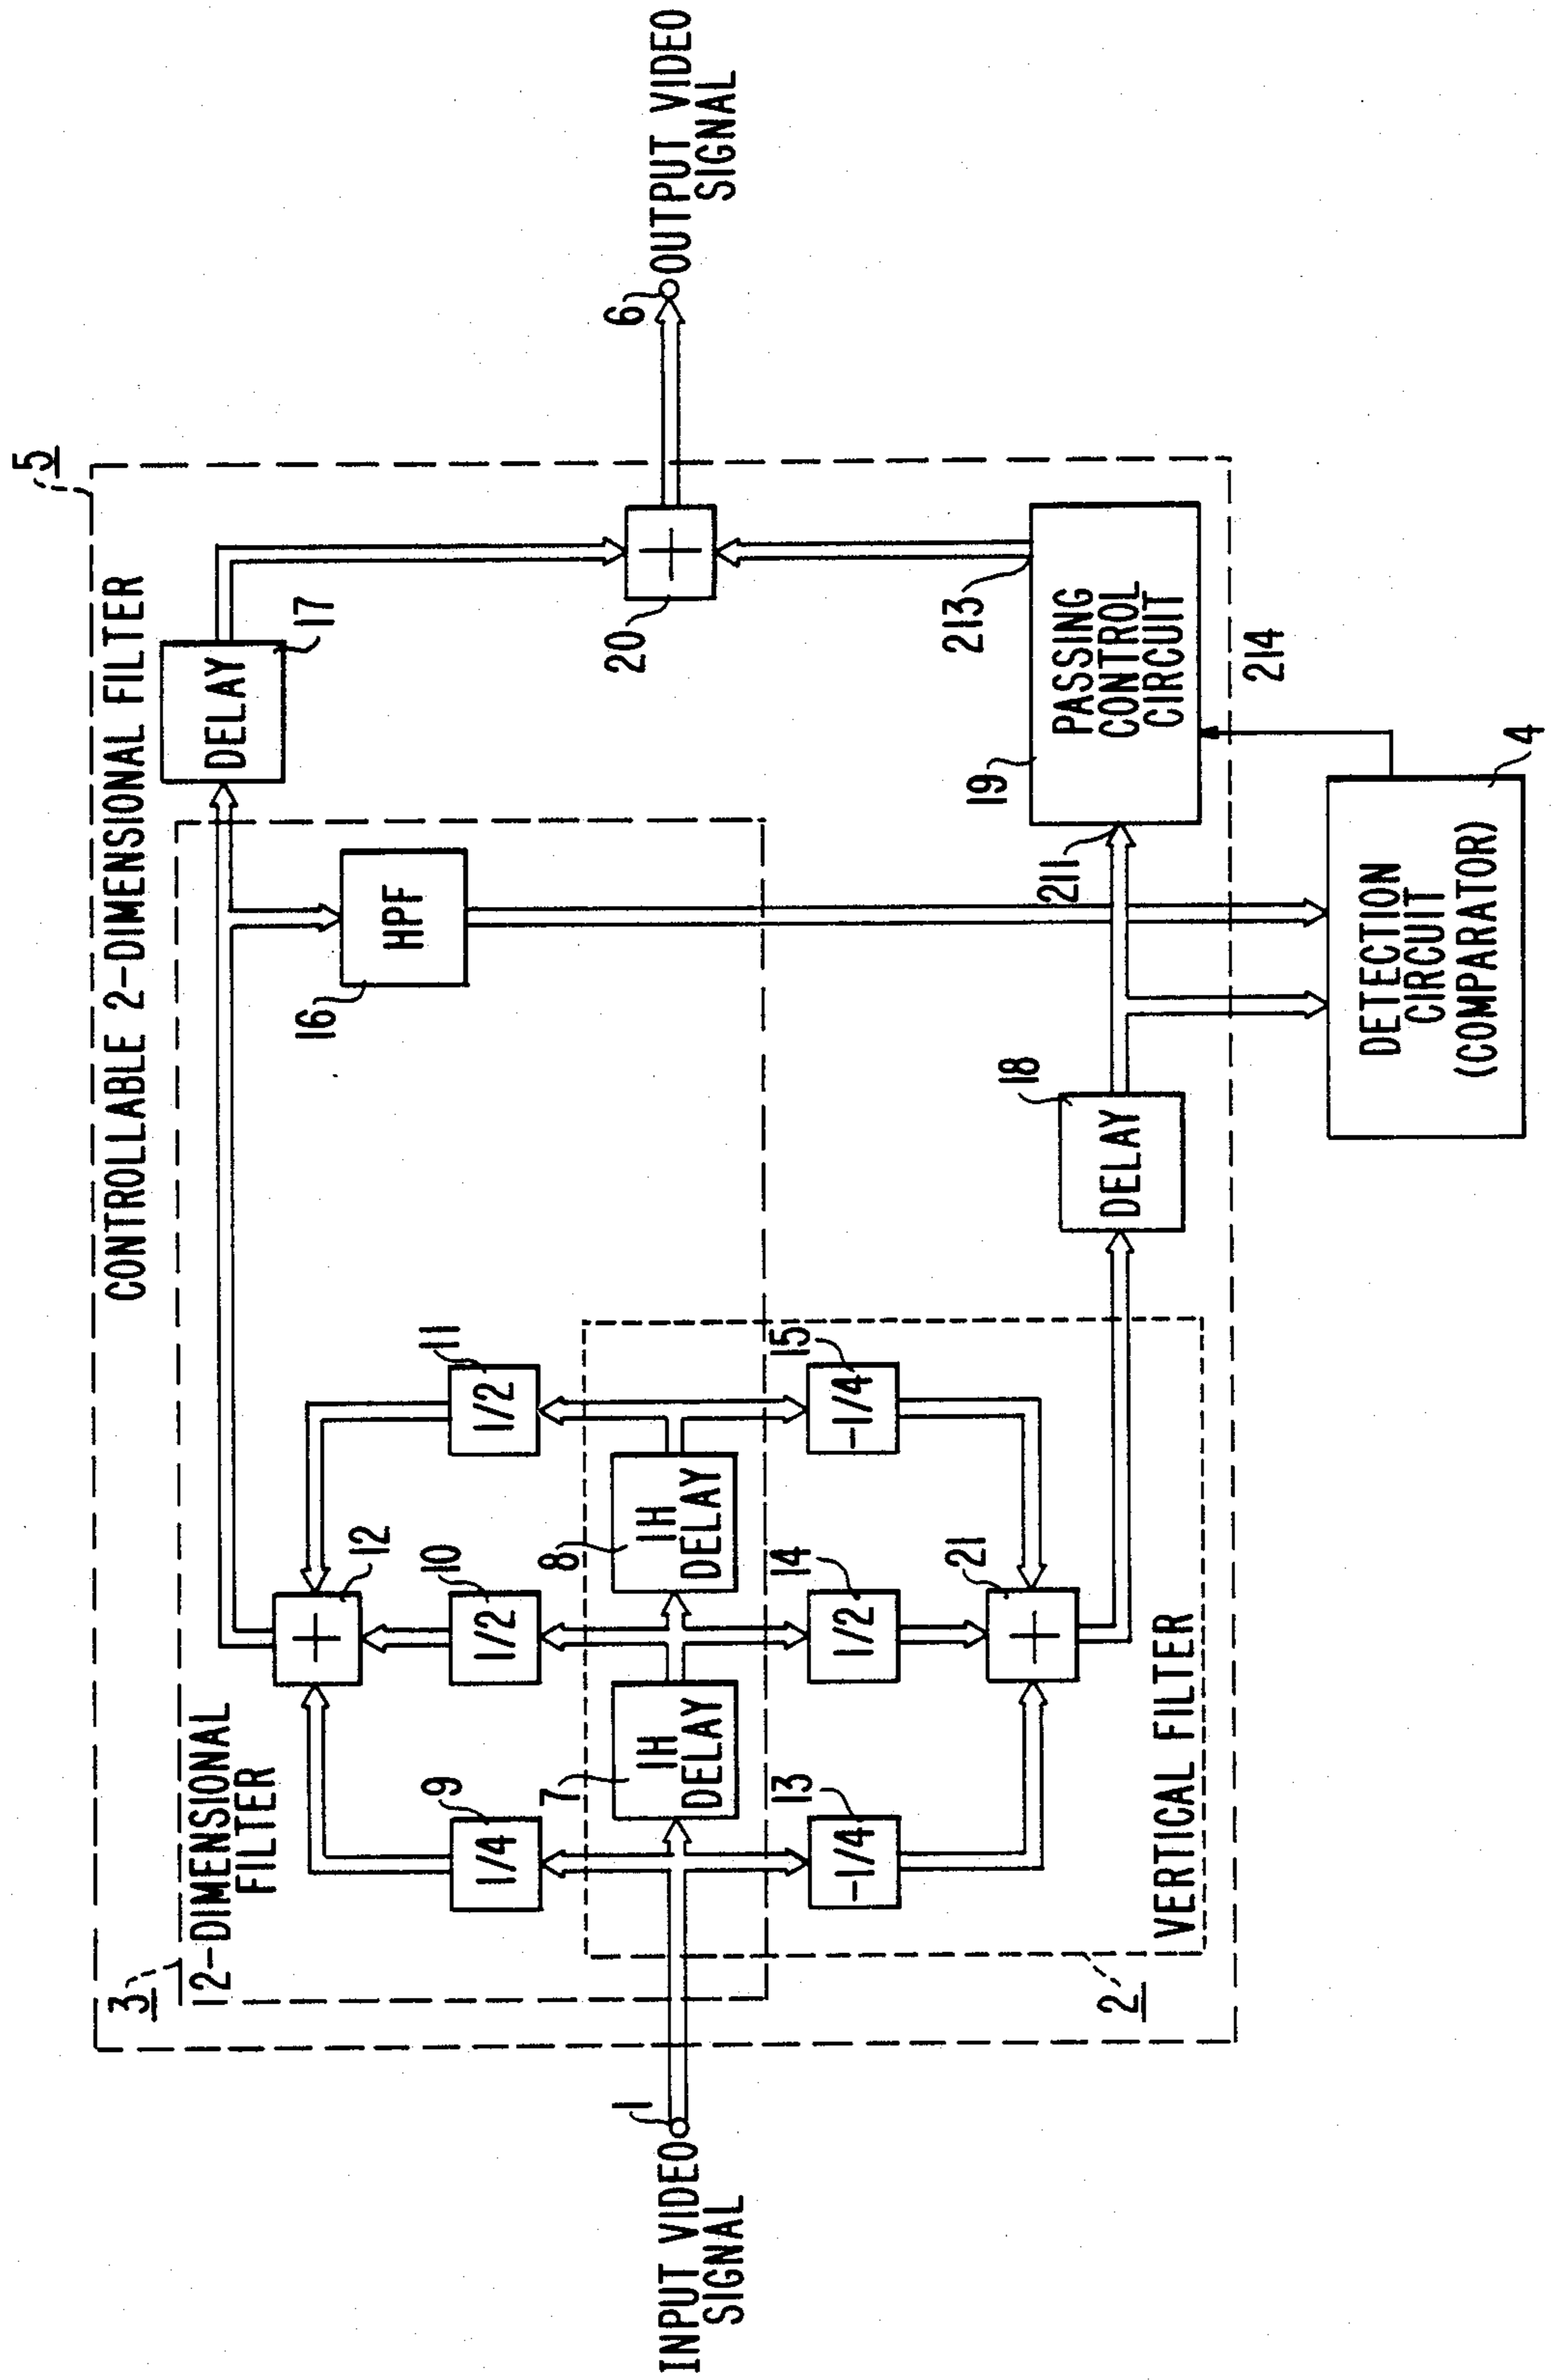 5
CONTROLLABLE 2-DIMENSIONAL FILTER
3
12-DIMENSIONAL
FILTER
DELAY
17
HPF
16
12
9
1/4
10
1/2
11
1/2
INPUT VIDEO
SIGNAL
1
7
1H
DELAY
8
1H
DELAY
20
6
OUTPUT VIDEO
SIGNAL
13
-1/4
14
1/2
15
-1/4
21
VERTICAL FILTER
2
18
DELAY
211
213
19
PASSING
CONTROL
CIRCUIT
214
DETECTION
CIRCUIT
(COMPARATOR)
4